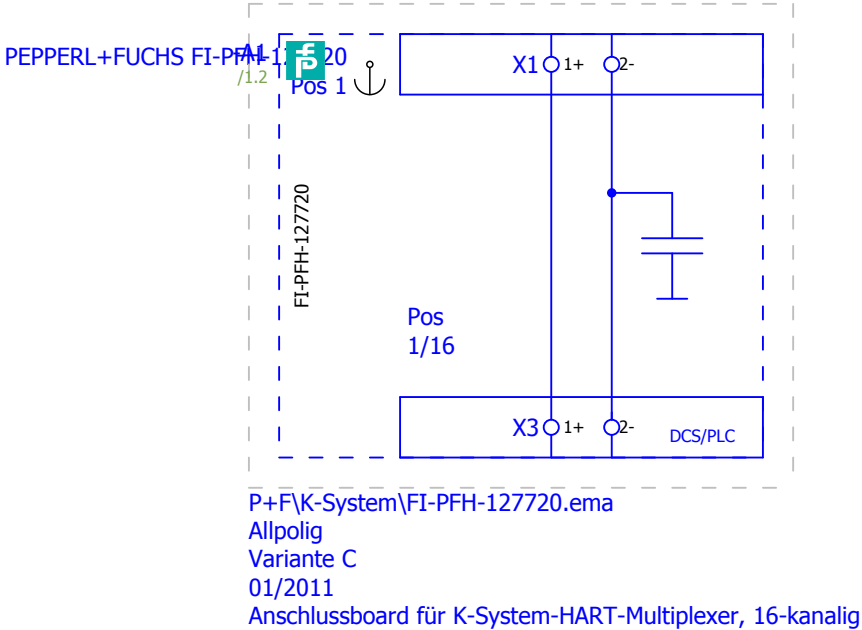 PEPPERL+FUCHS FI-PFH-127720
-A1
/1.2
Pos 1
X1 1+ 2-
FI-PFH-127720
Pos
1/16
X3 1+ 2- DCS/PLC
P+F\K-System\FI-PFH-127720.ema
Allpolig
Variante C
01/2011
Anschlussboard für K-System-HART-Multiplexer, 16-kanalig